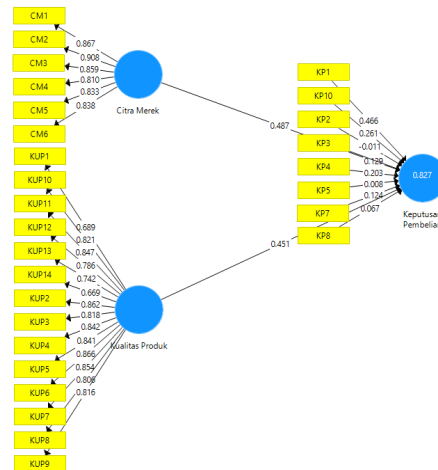 CM1
CM2
CM3
CM4
CM5
CM6
0.867
0.908
0.859
0.810
0.833
0.838
Citra Merek
KUP1
KUP10
KUP11
KUP12
KUP13
KUP14
KUP2
KUP3
KUP4
KUP5
KUP6
KUP7
KUP8
KUP9
0.689
0.821
0.847
0.786
0.742
0.669
0.862
0.818
0.842
0.841
0.866
0.854
0.806
0.816
Kualitas Produk
0.487
0.451
KP1
KP10
KP2
KP3
KP4
KP5
KP7
KP8
0.466
0.261
-0.011
0.129
0.203
0.008
0.124
0.067
0.827
Keputusan
Pembelian